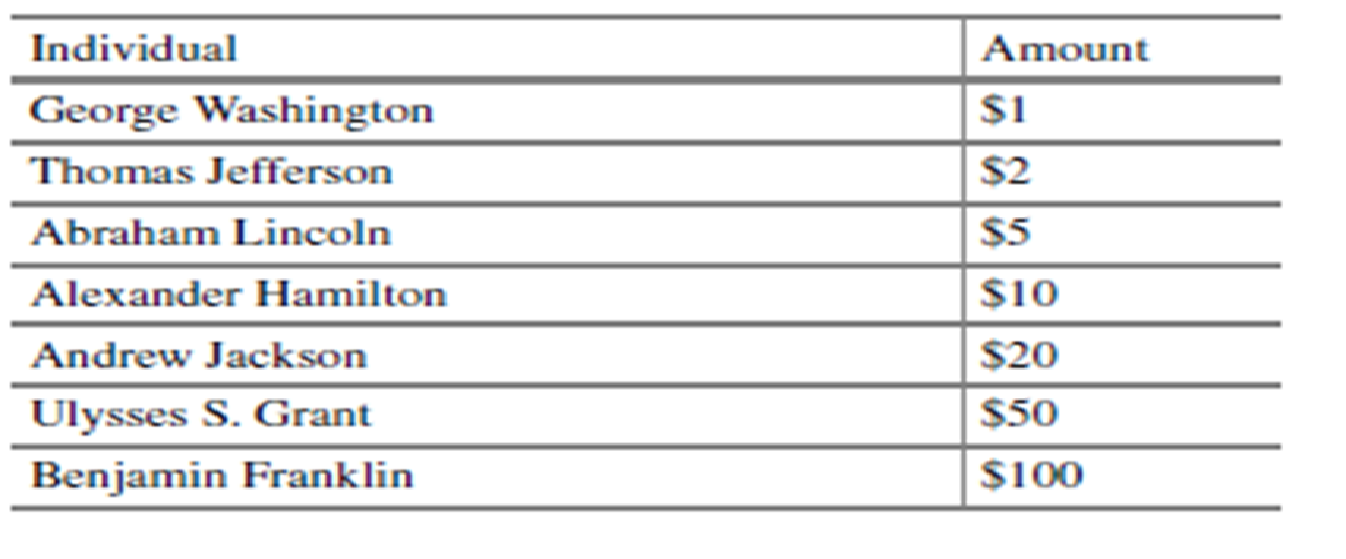 Individual Amount
George Washington $1
Thomas Jefferson $2
Abraham Lincoln $5
Alexander Hamilton $10
Andrew Jackson $20
Ulysses S. Grant $50
Benjamin Franklin $100